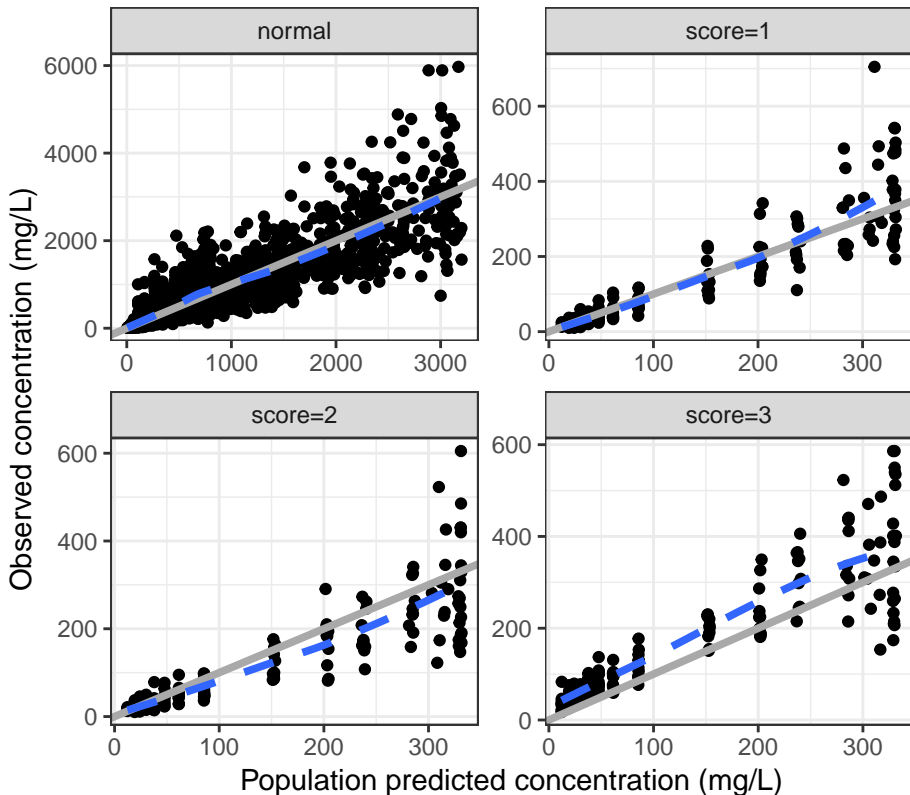 normal
score=1
6000
4000
2000
0
0 1000 2000 3000
600
400
200
0
0 100 200 300
score=2
score=3
600
400
200
0
0 100 200 300
600
400
200
0
0 100 200 300
Observed concentration (mg/L)
Population predicted concentration (mg/L)